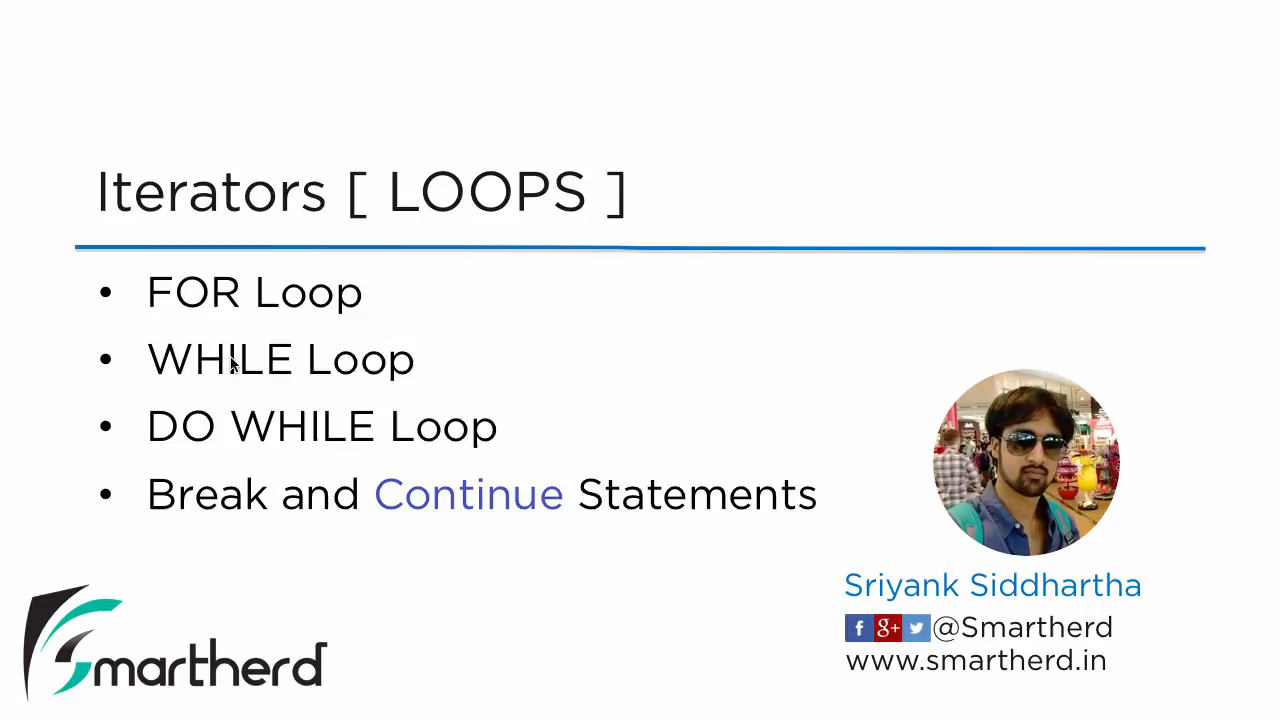 Iterators [ LOOPS ]
• FOR Loop
• WHILE Loop
• DO WHILE Loop
• Break and Continue Statements
Sriyank Siddhartha
f g+ @Smartherd
www.smartherd.in
Smartherd